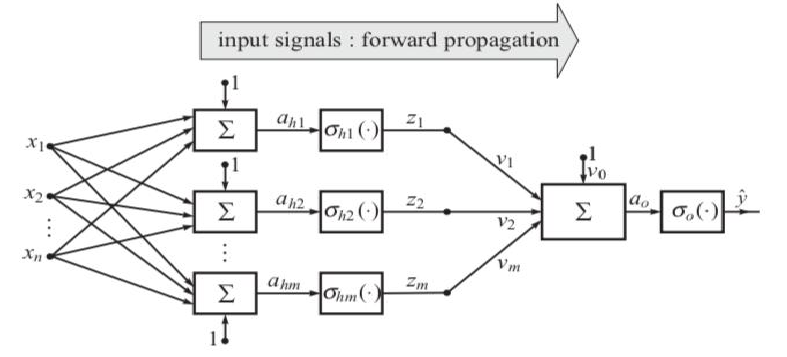 input signals : forward propagation
1
x₁ Σ aₕ₁ σₕ₁(·) z₁
v₁
1
1
v₀
x₂ Σ aₕ₂ σₕ₂(·) z₂
v₂
Σ aₒ σₒ(·) ŷ
⋮
⋮
xₙ
Σ aₕₘ σₕₘ(·) zₘ
vₘ
1